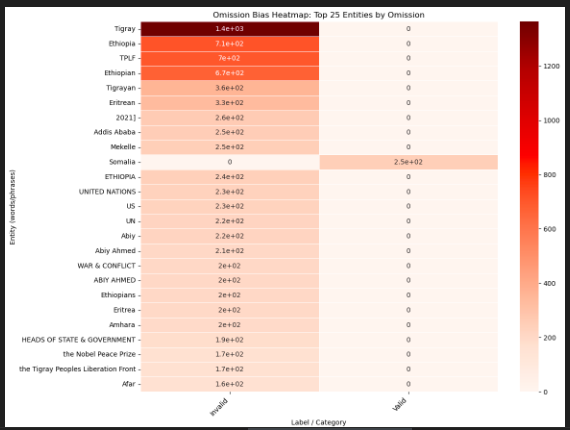 Omission Bias Heatmap: Top 25 Entities by Omission
Entity (words/phrases)
Tigray 1.4e+03 0
Ethiopia 7.1e+02 0
TPLF 7e+02 0
Ethiopian 6.7e+02 0
Tigrayan 3.6e+02 0
Eritrean 3.3e+02 0
2021] 2.6e+02 0
Addis Ababa 2.5e+02 0
Mekelle 2.5e+02 0
Somalia 0 2.5e+02
ETHIOPIA 2.4e+02 0
UNITED NATIONS 2.3e+02 0
US 2.3e+02 0
UN 2.2e+02 0
Abiy 2.2e+02 0
Abiy Ahmed 2.1e+02 0
WAR & CONFLICT 2e+02 0
ABIY AHMED 2e+02 0
Ethiopians 2e+02 0
Eritrea 2e+02 0
Amhara 2e+02 0
HEADS OF STATE & GOVERNMENT 1.9e+02 0
the Nobel Peace Prize 1.7e+02 0
the Tigray Peoples Liberation Front 1.7e+02 0
Afar 1.6e+02 0
Invalid Valid
Label / Category
1200
1000
800
600
400
200
0